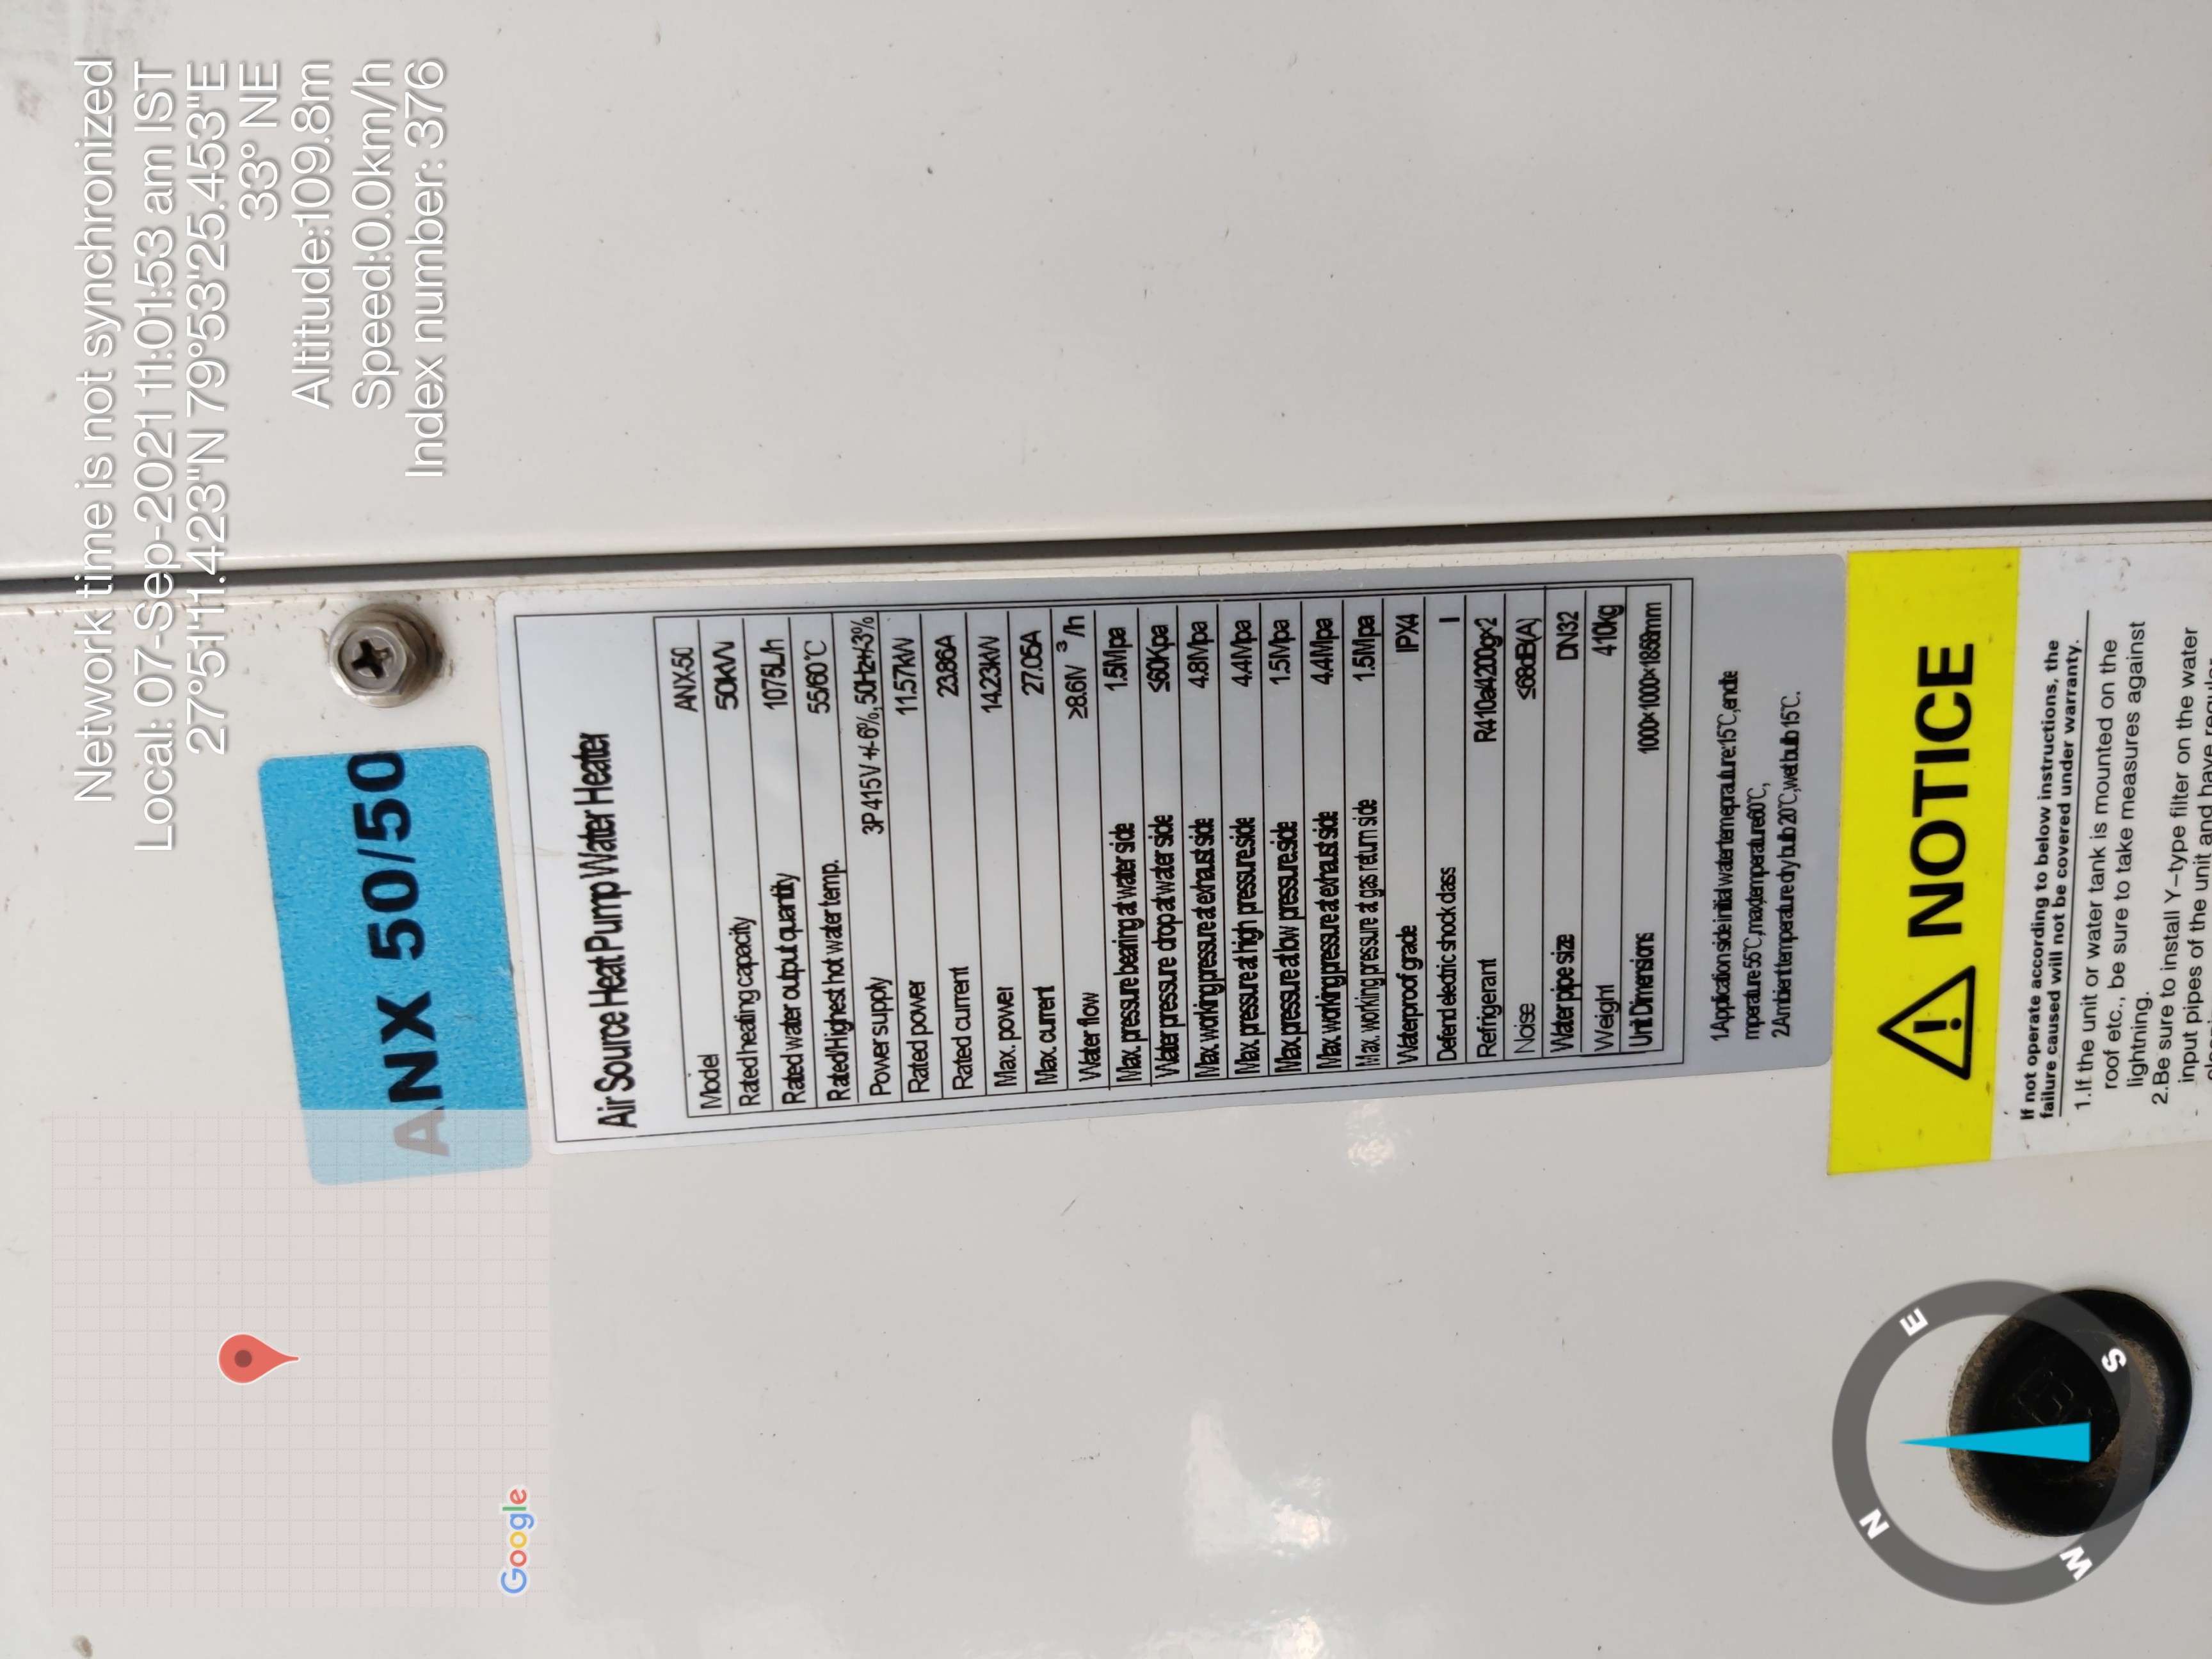 Network time is not synchronized
Local: 07-Sep-2021 11:01:53 am IST
27°51'11.423"N 79°53'25.453"E
33° NE
Altitude:109.8m
Speed:0.0km/h
Index number: 376
ANX 50/50
Air Source Heat Pump Water Heater
Model ANX-50
Rated heating capacity 50kW
Rated water output quantity 1075L/h
Rated/Highest hot water temp. 55/60°C
Power supply 3P 415V +/-6%, 50Hz+/-3%
Rated power 11.57kW
Rated current 23.86A
Max. power 14.23kW
Max. current 27.05A
Water flow ≥8.6M³/h
Max. pressure bearing at water side 1.5Mpa
Water pressure drop at water side ≤60Kpa
Max. working pressure at exhaust side 4.8Mpa
Max. pressure at high pressure side 4.4Mpa
Max. pressure at low pressure side 1.5Mpa
Max. working pressure at exhaust side 4.4Mpa
Max. working pressure at gas return side 1.5Mpa
Waterproof grade IPX4
Defend electric shock class I
Refrigerant R410a/4200g×2
Noise ≤68dB(A)
Water pipe size DN32
Weight 410kg
Unit Dimensions 1000×1000×1858mm
1.Application side initial water temeprauture:15°C,end te
mperature:55°C,max temperature60°C,
2.Ambient temperature dry bulb 20°C,wet bulb 15°C.
NOTICE
If not operate according to below instructions, the
failure caused will not be covered under warranty.
1.If the unit or water tank is mounted on the
roof etc., be sure to take measures against
lightning.
2.Be sure to install Y-type filter on the water
input pipes of the unit and have regular
Google
N
E
S
W